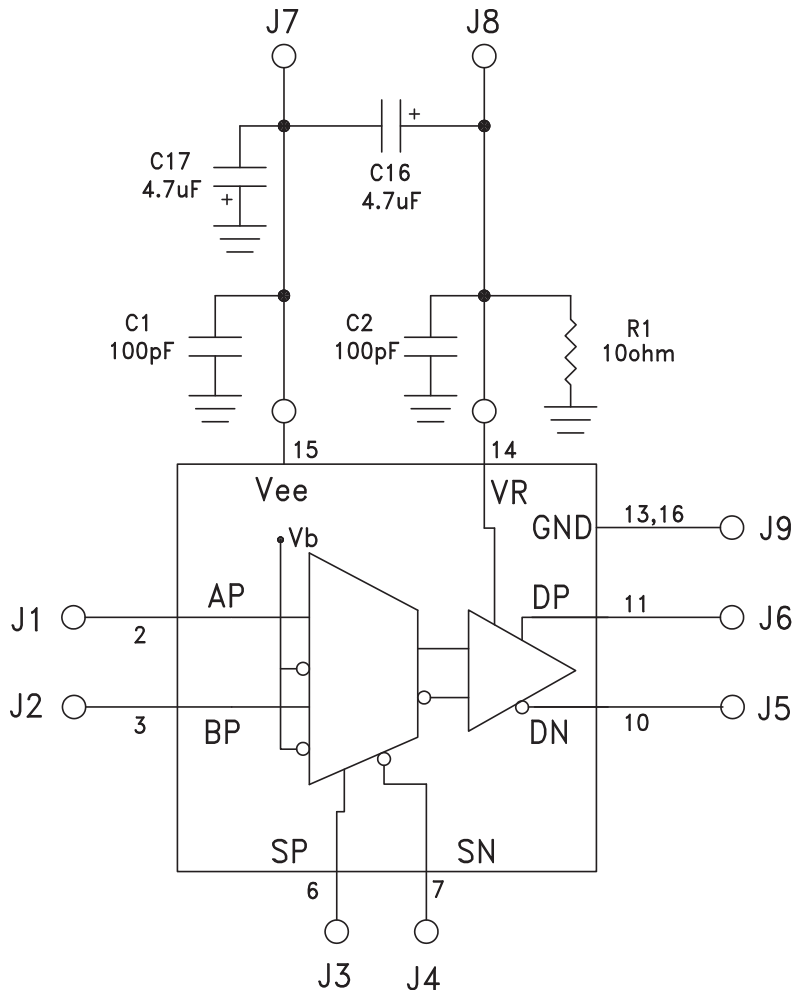 J7
J8
+
C17
4.7uF
+
C16
4.7uF
C1
100pF
C2
100pF
R1
10ohm
15
14
Vee
VR
GND
13,16
J9
Vb
AP
DP
11
J1
2
J6
J2
3
BP
DN
10
J5
SP
SN
6
7
J3
J4